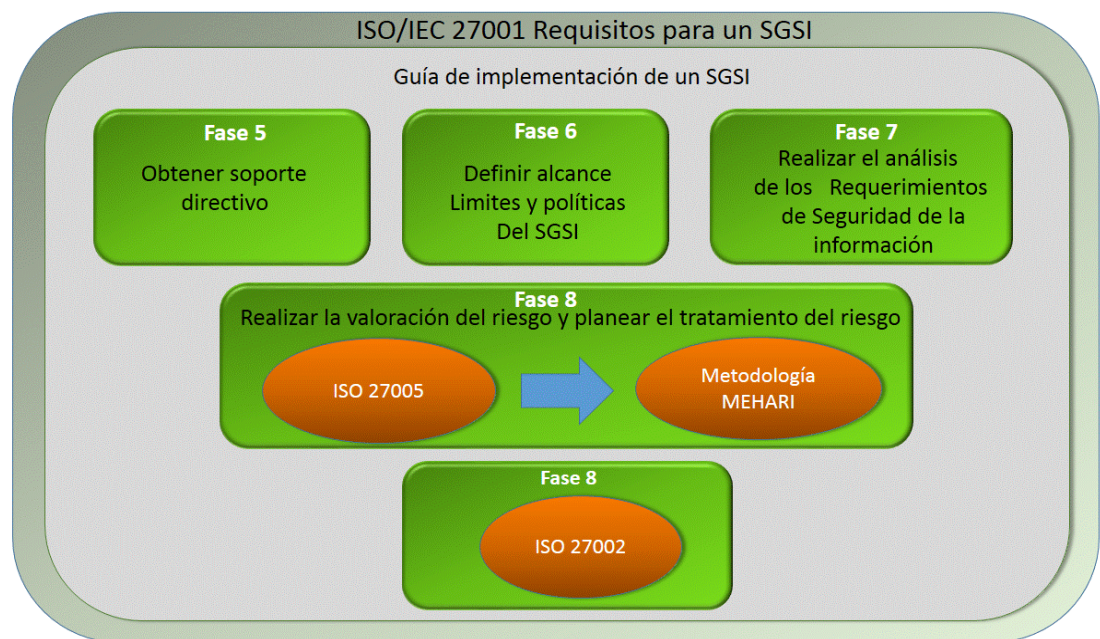 ISO/IEC 27001 Requisitos para un SGSI
Guía de implementación de un SGSI
Fase 5
Obtener soporte
directivo
Fase 6
Definir alcance
Limites y políticas
Del SGSI
Fase 7
Realizar el análisis
de los Requerimientos
de Seguridad de la
información
Fase 8
Realizar la valoración del riesgo y planear el tratamiento del riesgo
ISO 27005
Metodología
MEHARI
Fase 8
ISO 27002